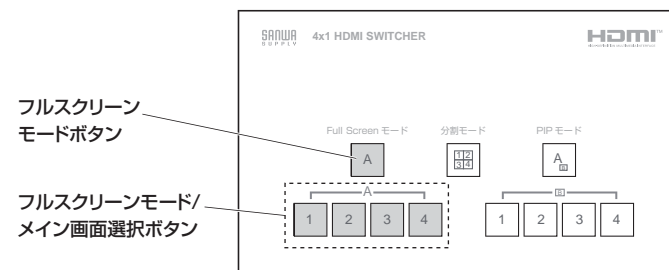 SANWA SUPPLY 4x1 HDMI SWITCHER HDMI™
フルスクリーン
モードボタン
Full Screen モード 分割モード PIP モード
A 1 2 3 4 A B
フルスクリーンモード/
メイン画面選択ボタン
A B
1 2 3 4 1 2 3 4